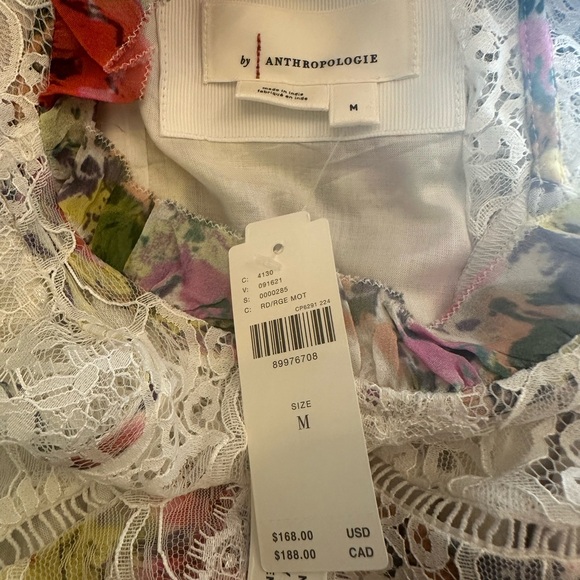 by ANTHROPOLOGIE
made in India
fabriqué en Inde
M
C: 4130
V: 091621
S: 0000285
C: RD/RGE MOT
CP6291 224
89976708
SIZE
M
$168.00 USD
$188.00 CAD